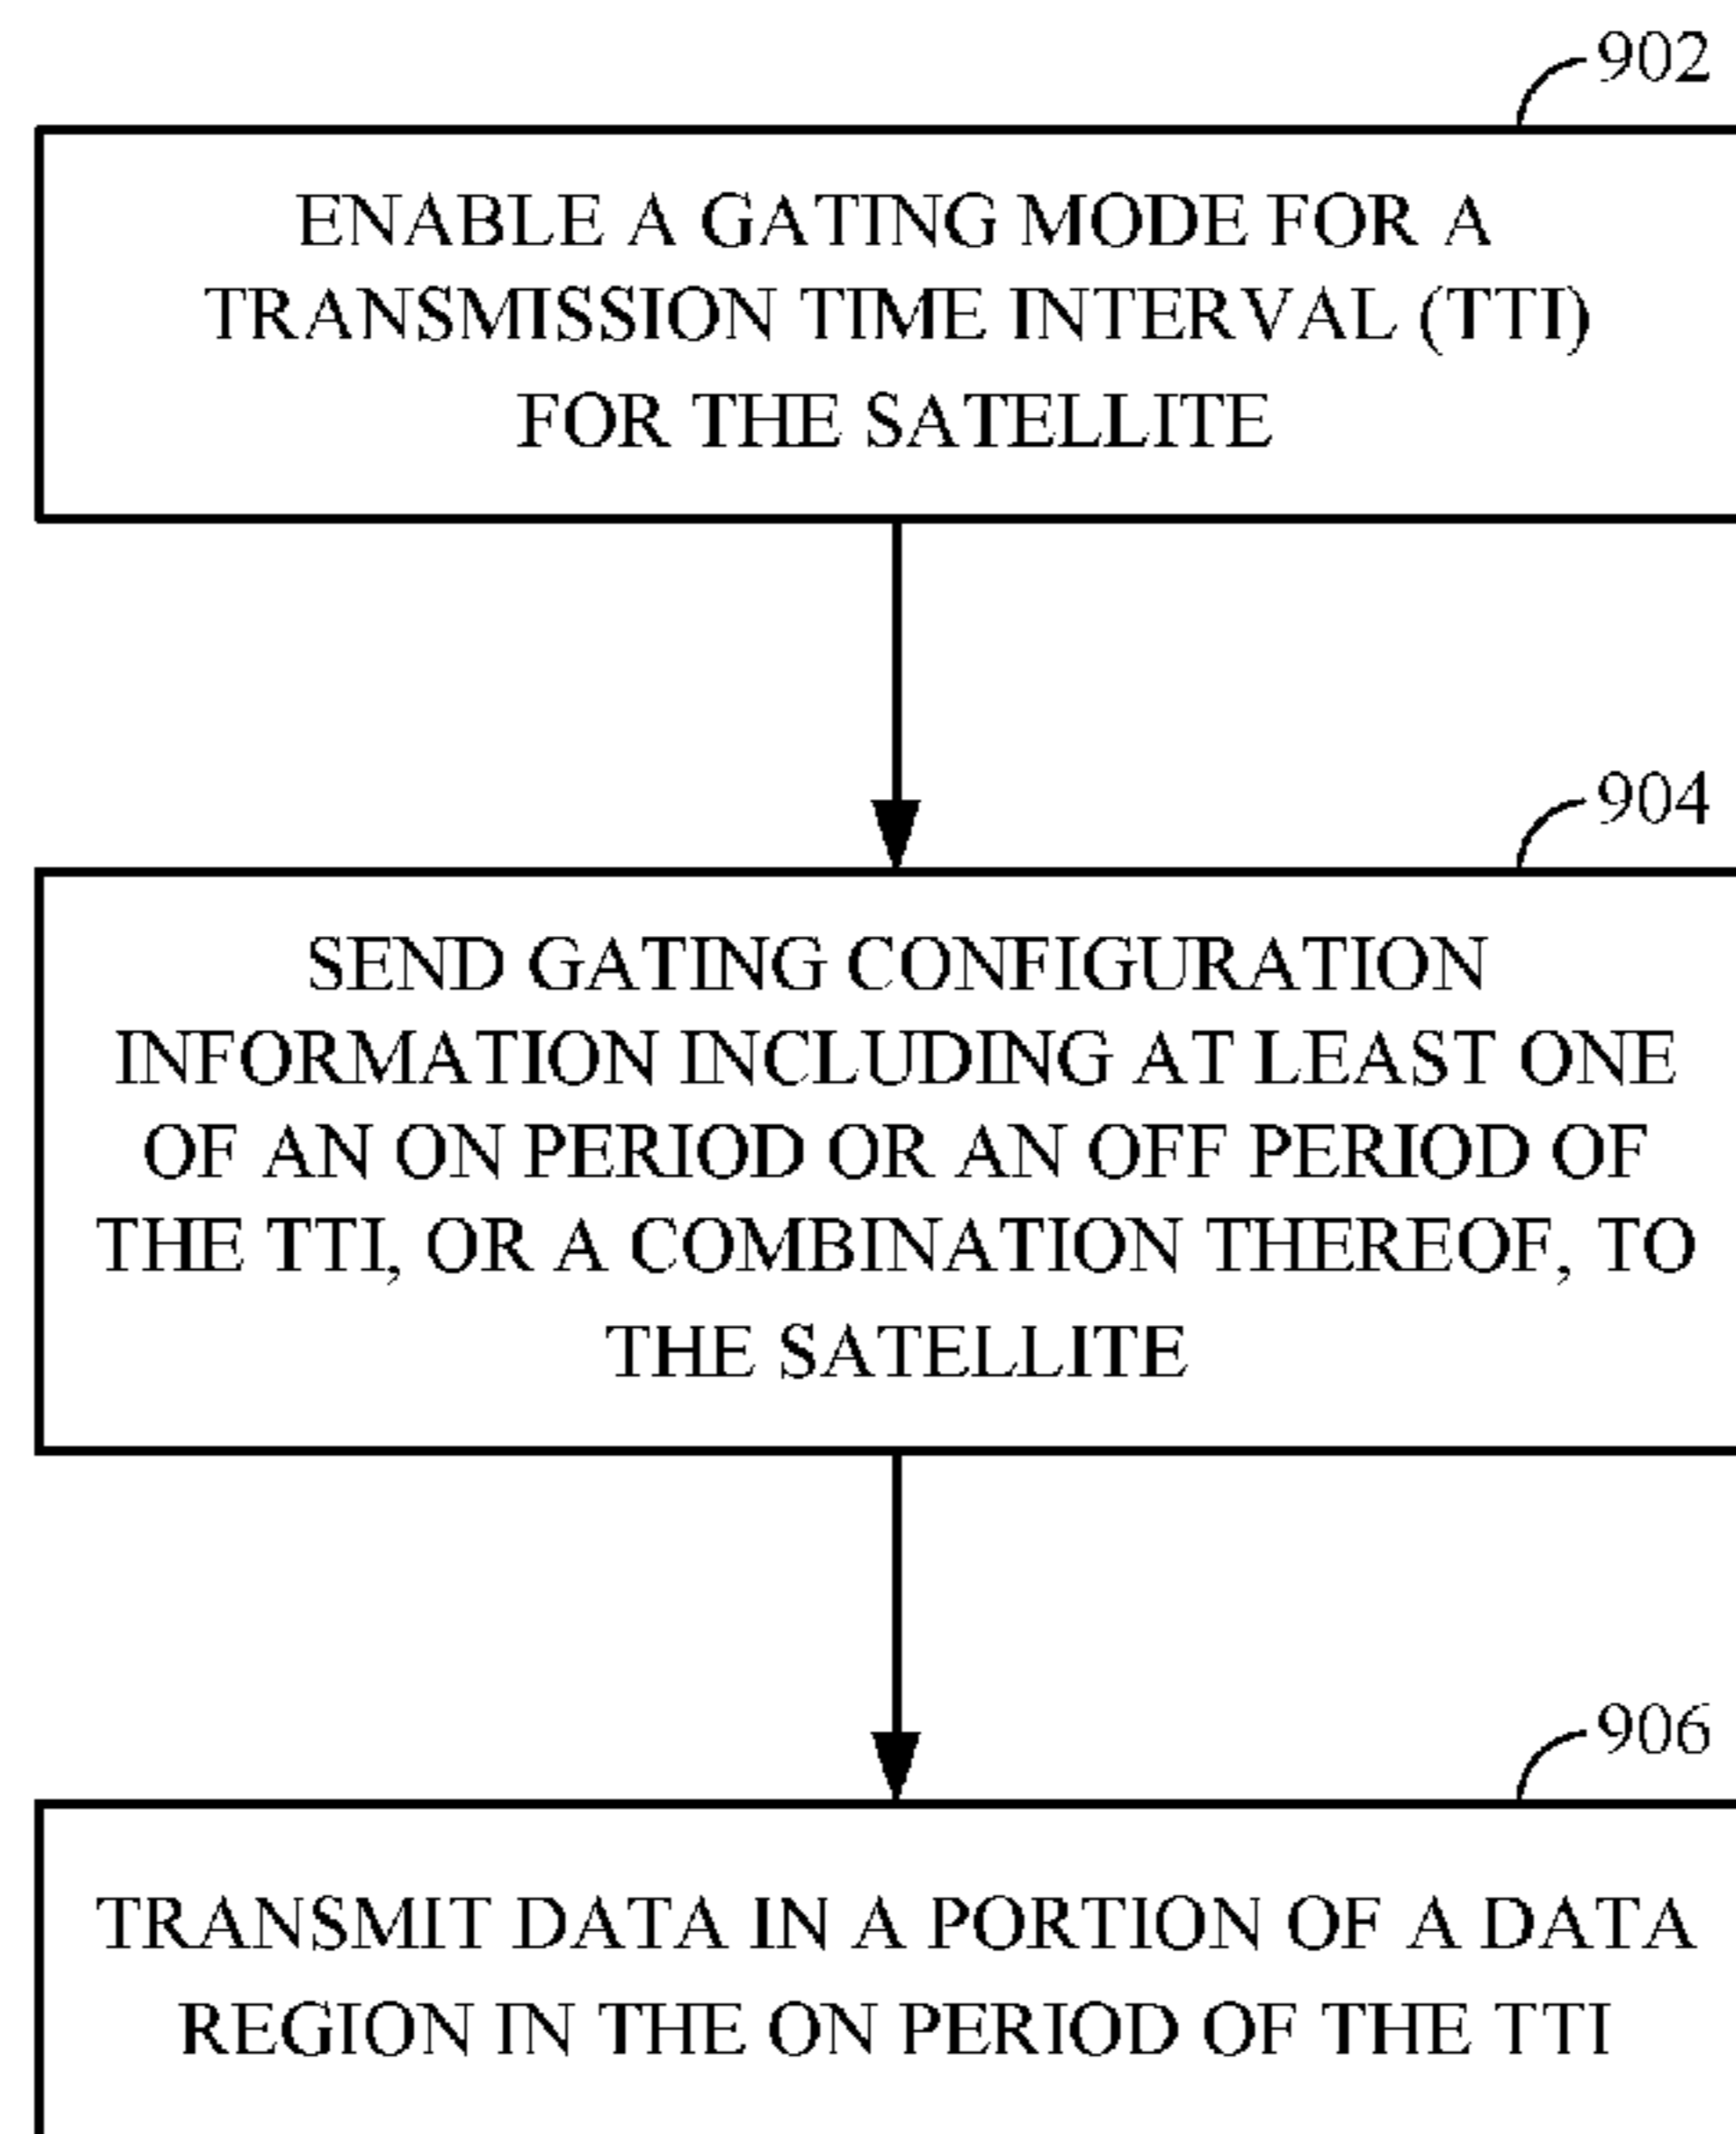 902
ENABLE A GATING MODE FOR A
TRANSMISSION TIME INTERVAL (TTI)
FOR THE SATELLITE
904
SEND GATING CONFIGURATION
INFORMATION INCLUDING AT LEAST ONE
OF AN ON PERIOD OR AN OFF PERIOD OF
THE TTI, OR A COMBINATION THEREOF, TO
THE SATELLITE
906
TRANSMIT DATA IN A PORTION OF A DATA
REGION IN THE ON PERIOD OF THE TTI